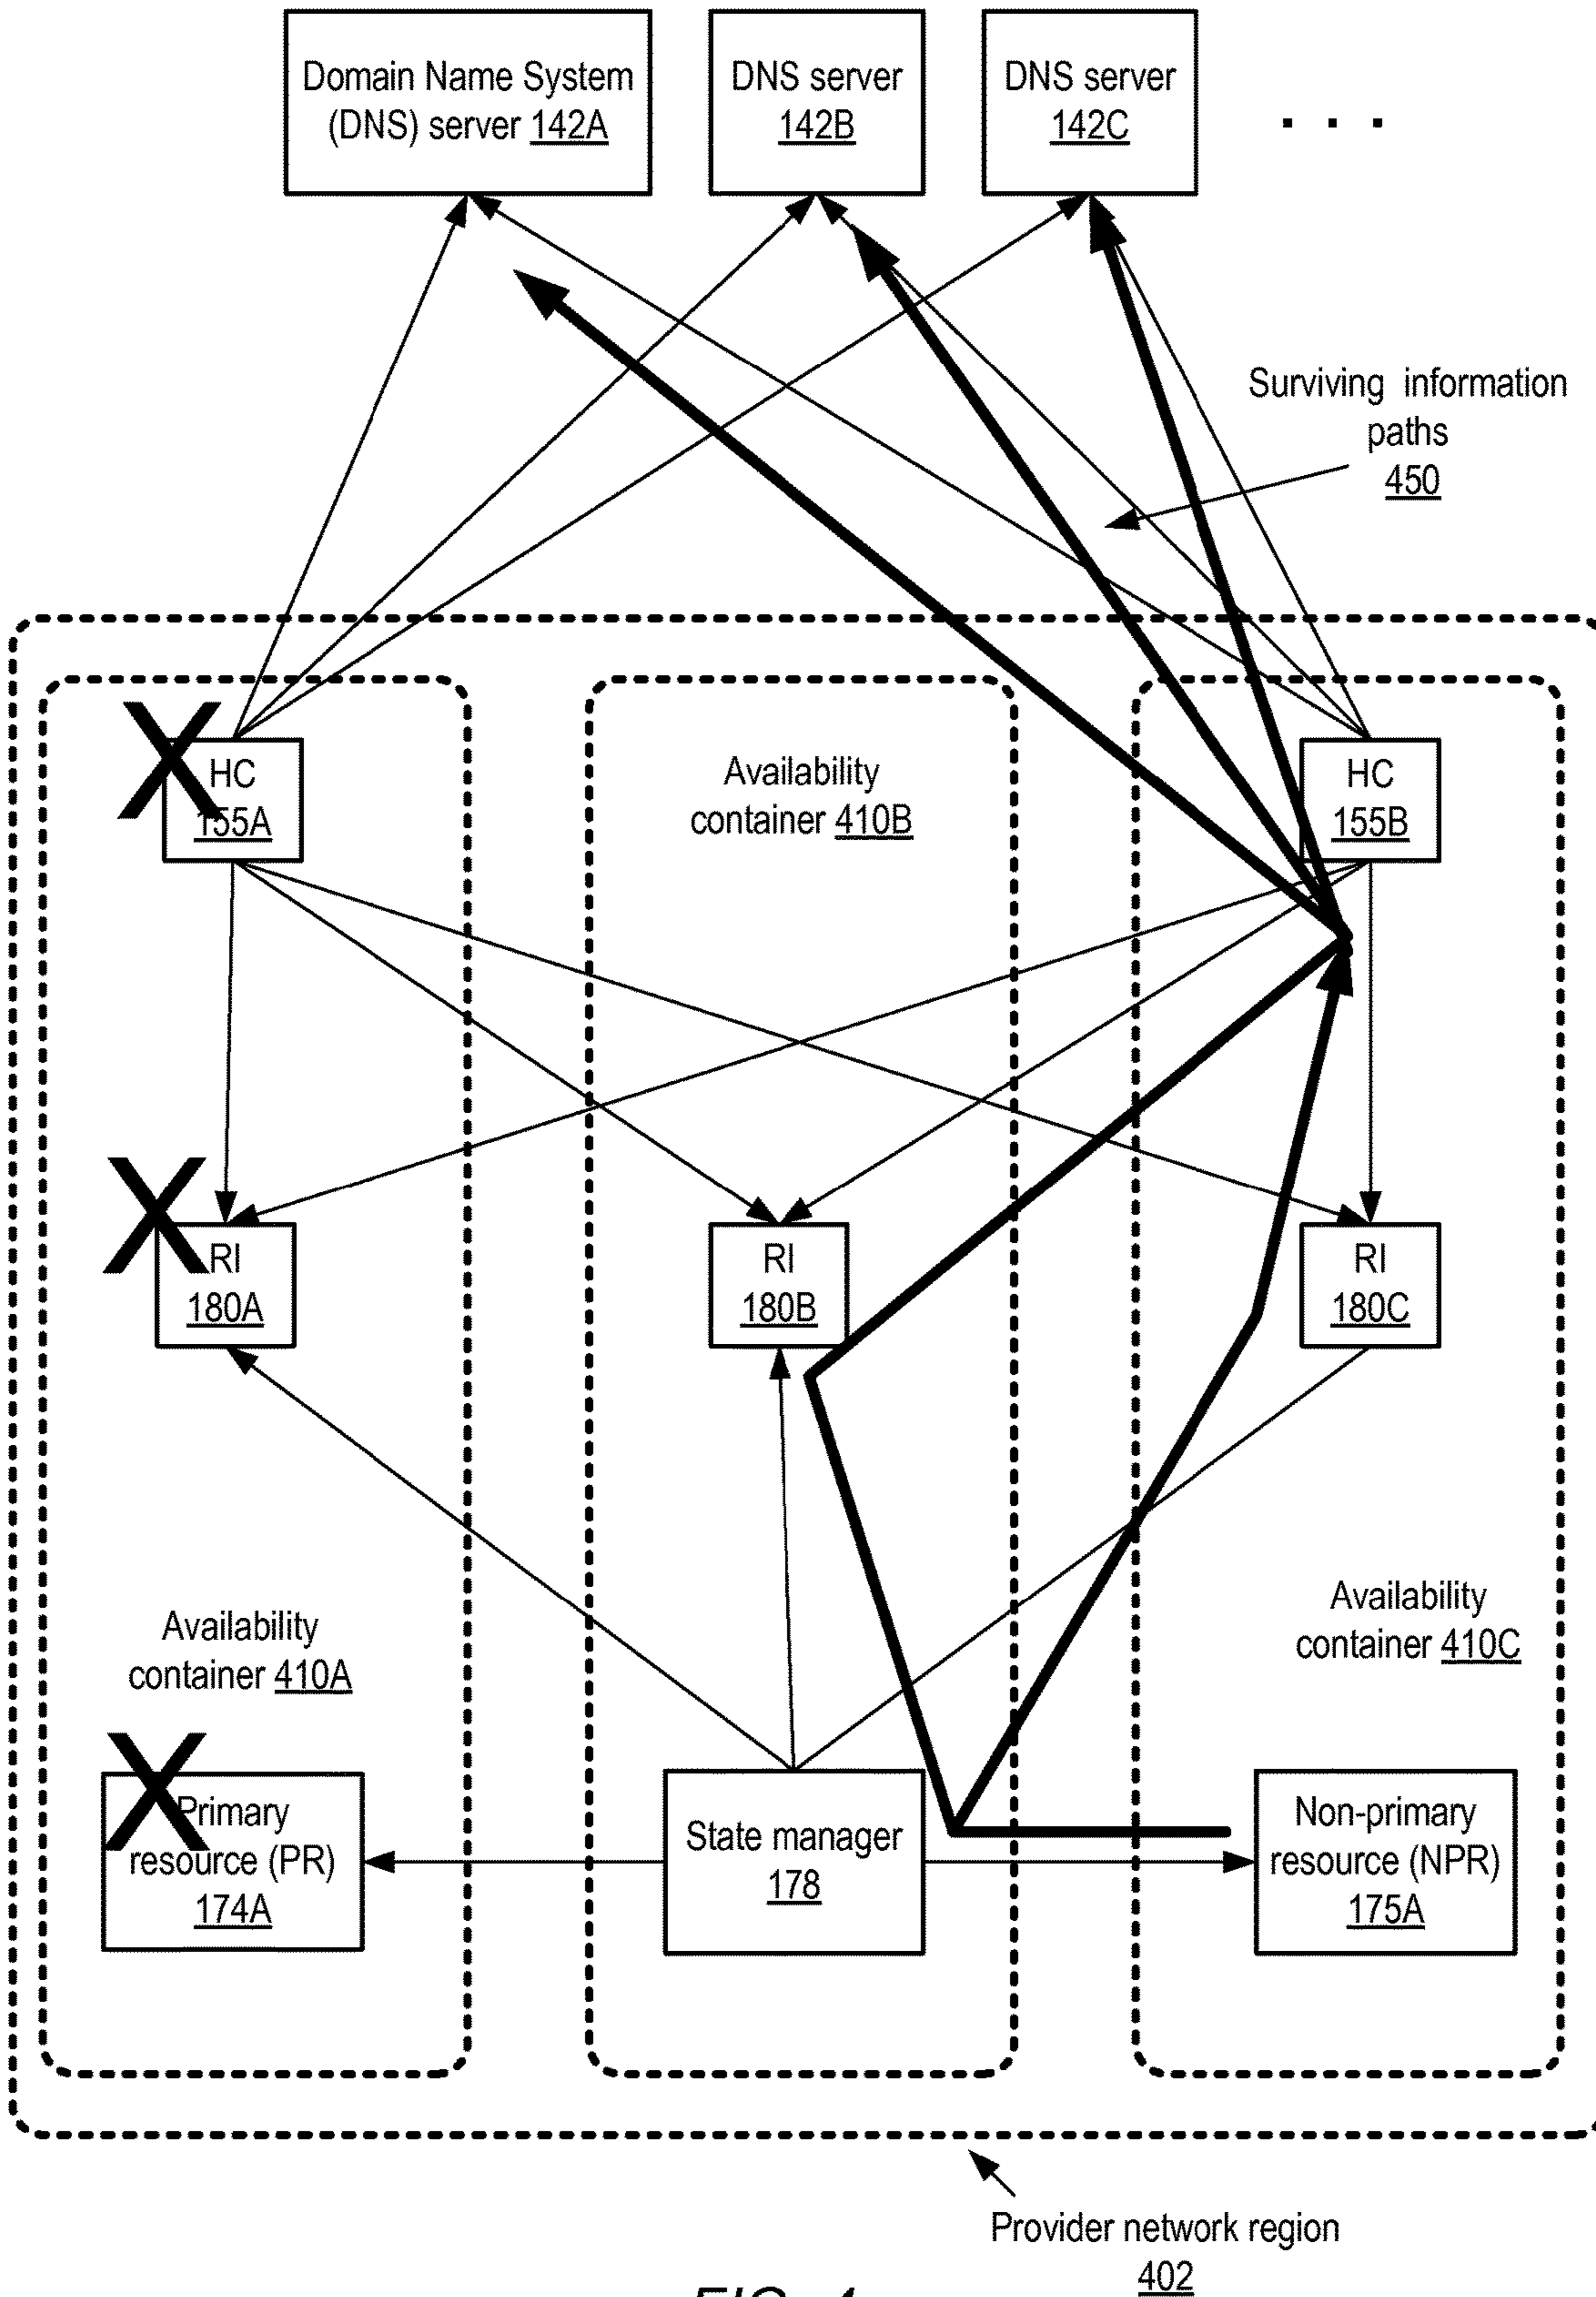 Domain Name System
(DNS) server 142A
DNS server
142B
DNS server
142C
. . .
Surviving information
paths
450
HC
155A
Availability
container 410B
HC
155B
RI
180A
RI
180B
RI
180C
Availability
container 410A
Availability
container 410C
Primary
resource (PR)
174A
State manager
178
Non-primary
resource (NPR)
175A
Provider network region
402